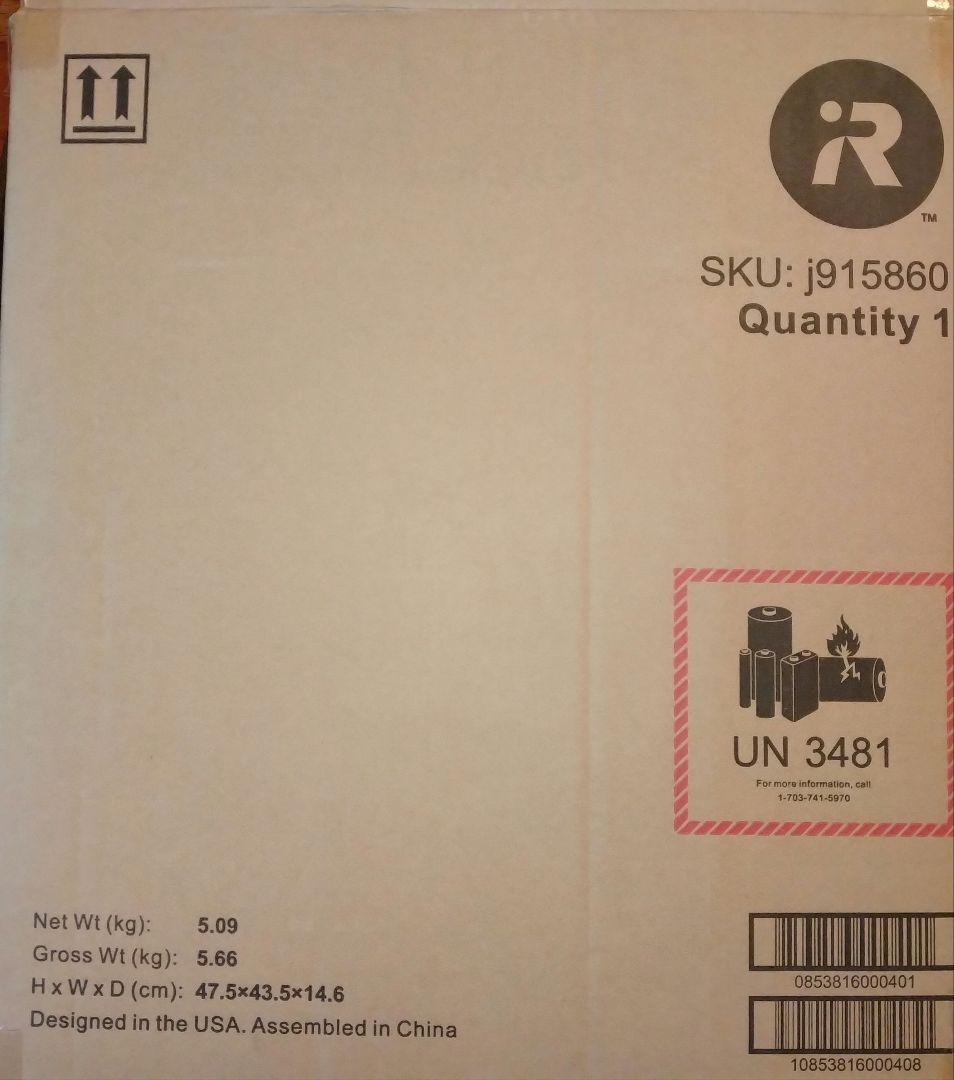 iR
TM
SKU: j915860
Quantity 1
UN 3481
For more information, call
1-703-741-5970
Net Wt (kg): 5.09
Gross Wt (kg): 5.66
H x W x D (cm): 47.5×43.5×14.6
Designed in the USA. Assembled in China
0853816000401
10853816000408